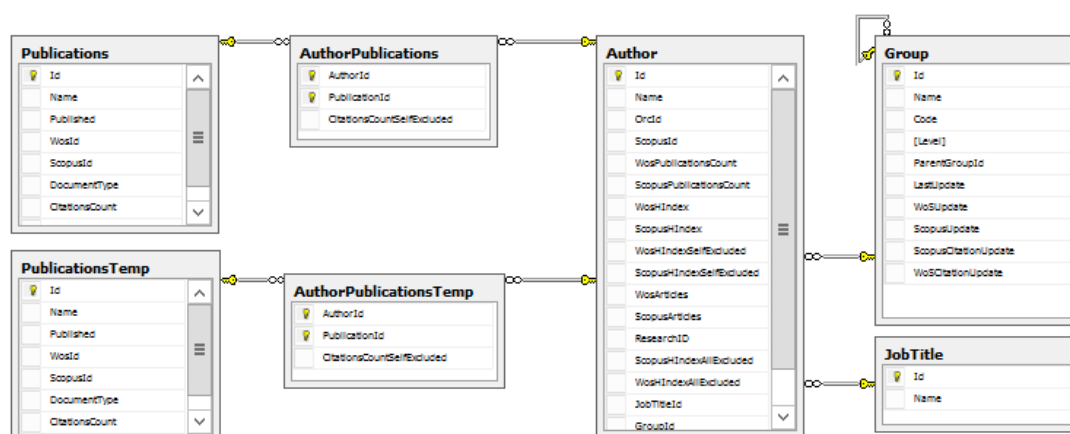 Publications
Id
Name
Published
WosId
ScopusId
DocumentType
CitationsCount
AuthorPublications
AuthorId
PublicationId
CitationsCountSelfExcluded
Author
Id
Name
OrcId
ScopusId
WosPublicationsCount
ScopusPublicationsCount
WosHIndex
ScopusHIndex
WosHIndexSelfExcluded
ScopusHIndexSelfExcluded
WosArticles
ScopusArticles
ResearchID
ScopusHIndexAllExcluded
WosHIndexAllExcluded
JobTitleId
GroupId
Group
Id
Name
Code
[Level]
ParentGroupId
LastUpdate
WoSUpdate
ScopusUpdate
ScopusCitationUpdate
WoSCitationUpdate
PublicationsTemp
Id
Name
Published
WosId
ScopusId
DocumentType
CitationsCount
AuthorPublicationsTemp
AuthorId
PublicationId
CitationsCountSelfExcluded
JobTitle
Id
Name